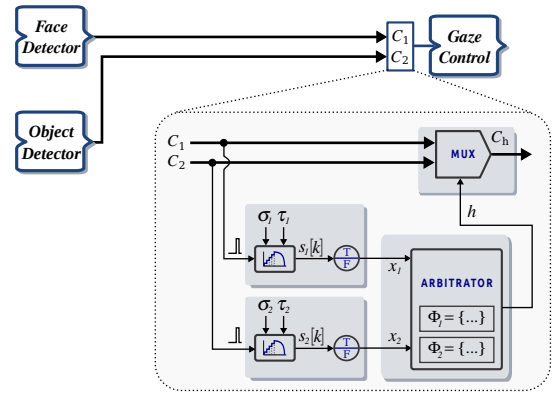 Face
Detector
C₁
C₂
Gaze
Control
Object
Detector
C₁
C₂
MUX
Cₕ
h
σ₁ τ₁
s₁[k]
T
F
x₁
ARBITRATOR
Φ₁ = {...}
Φ₂ = {...}
σ₂ τ₂
s₂[k]
T
F
x₂